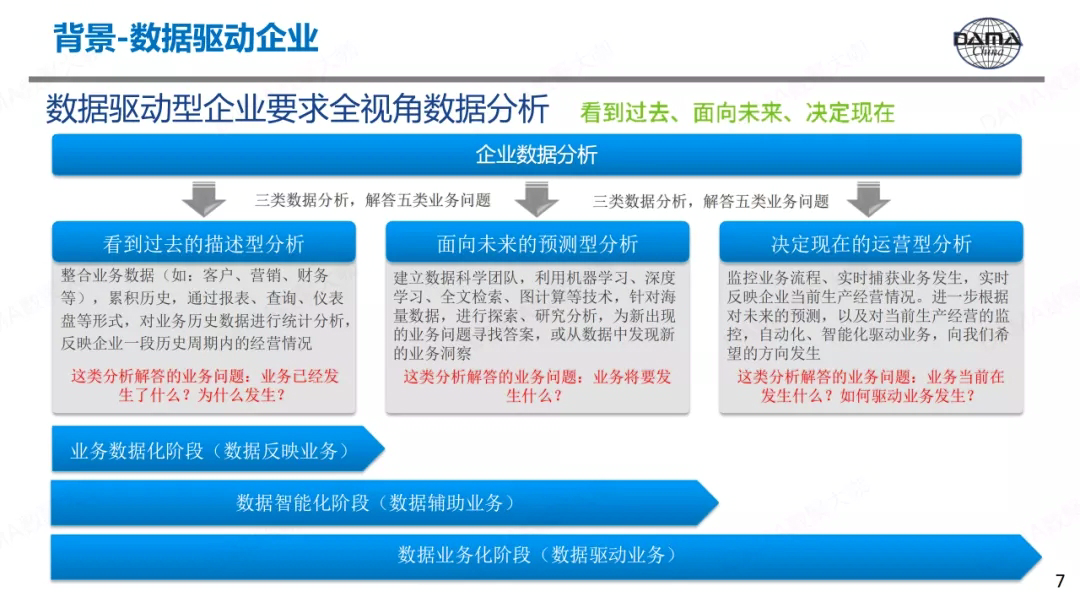 背景-数据驱动企业
DAMA
China
数据驱动型企业要求全视角数据分析
看到过去、面向未来、决定现在
企业数据分析
三类数据分析，解答五类业务问题
三类数据分析，解答五类业务问题
看到过去的描述型分析
整合业务数据（如：客户、营销、财务
等），累积历史，通过报表、查询、仪表
盘等形式，对业务历史数据进行统计分析，
反映企业一段历史周期内的经营情况
这类分析解答的业务问题：业务已经发
生了什么？为什么发生？
面向未来的预测型分析
建立数据科学团队，利用机器学习、深度
学习、全文检索、图计算等技术，针对海
量数据，进行探索、研究分析，为新出现
的业务问题寻找答案，或从数据中发现新
的业务洞察
这类分析解答的业务问题：业务将要发
生什么？
决定现在的运营型分析
监控业务流程、实时捕获业务发生，实时
反映企业当前生产经营情况。进一步根据
对未来的预测，以及对当前生产经营的监
控，自动化、智能化驱动业务，向我们希
望的方向发生
这类分析解答的业务问题：业务当前在
发生什么？如何驱动业务发生？
业务数据化阶段（数据反映业务）
数据智能化阶段（数据辅助业务）
数据业务化阶段（数据驱动业务）
7